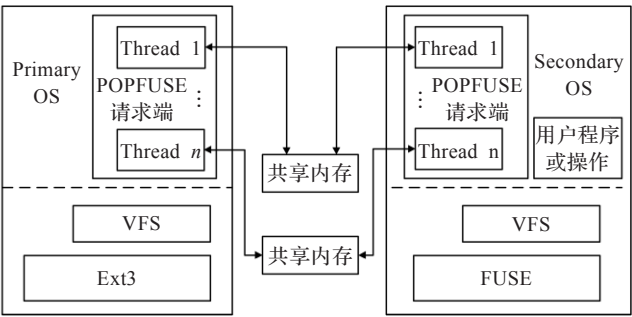 Primary
OS
Thread 1
POPFUSE
请求端
⋮
Thread n
VFS
Ext3
共享内存
共享内存
Thread 1
POPFUSE
⋮ 请求端
Thread n
Secondary
OS
用户程序
或操作
VFS
FUSE